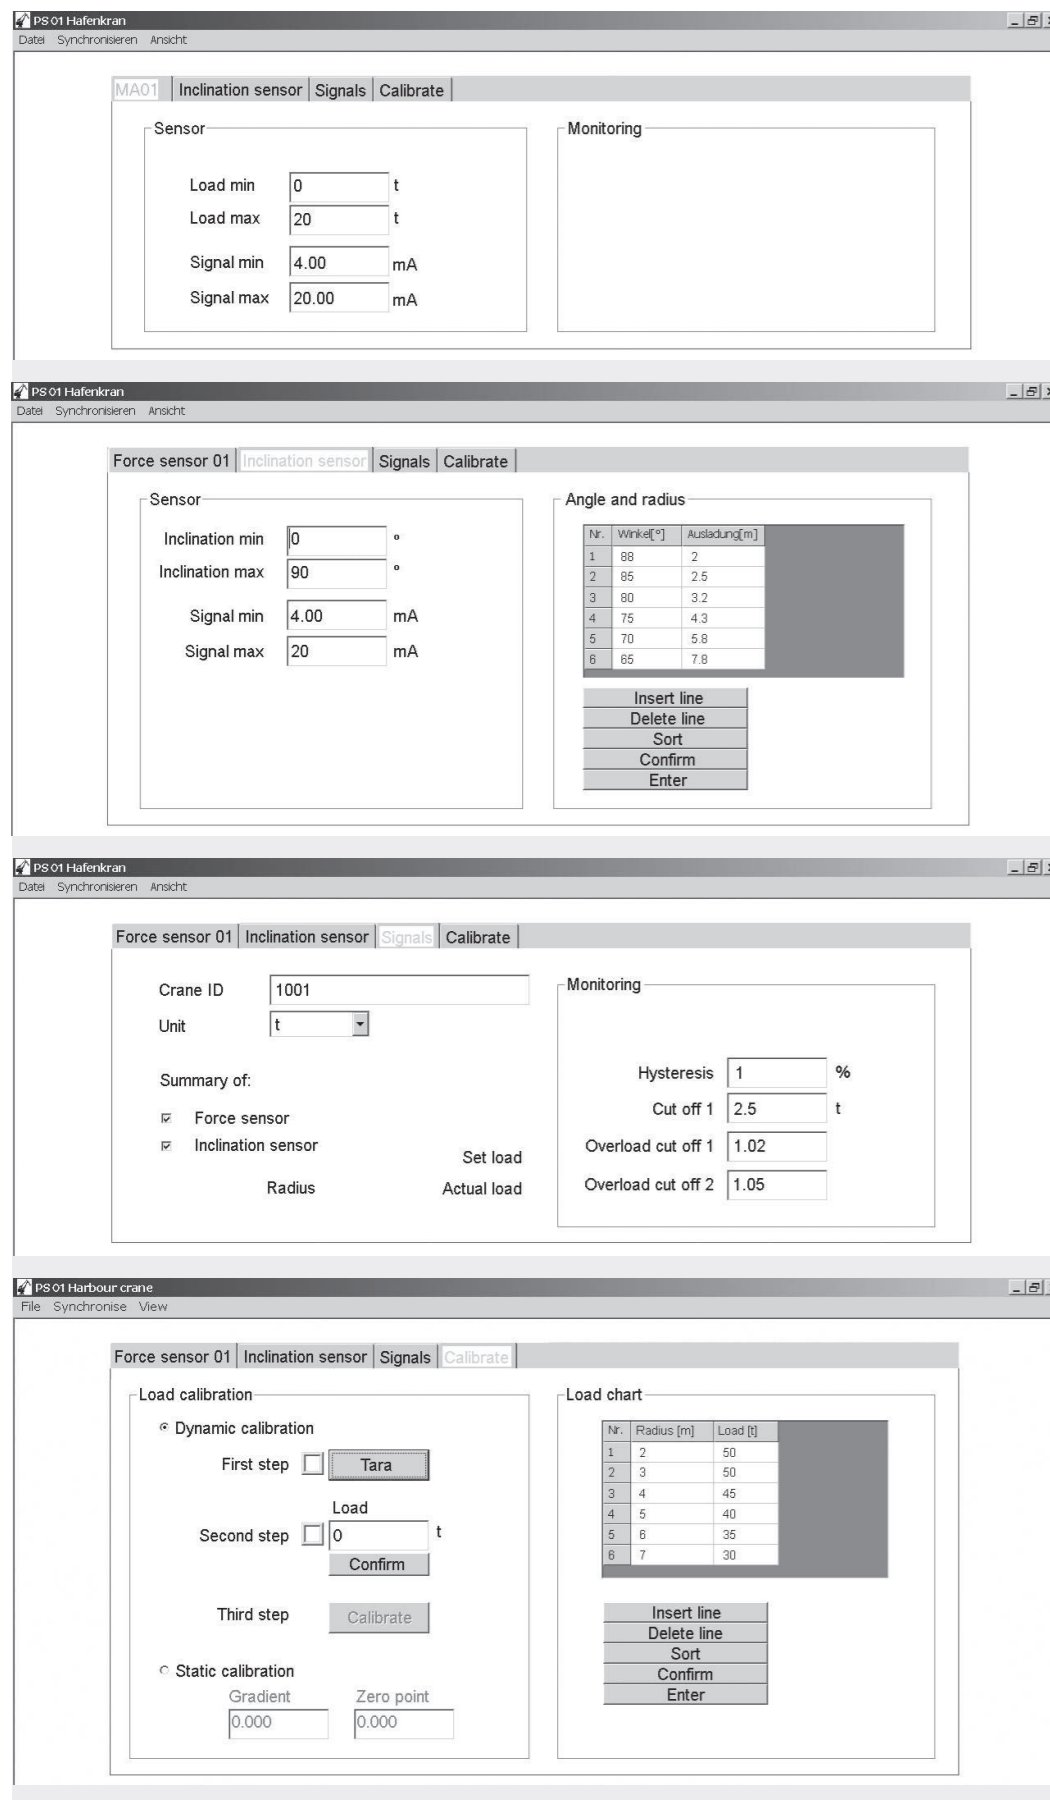 PS 01 Hafenkran
Datei Synchronisieren Ansicht
MA01 Inclination sensor Signals Calibrate
Sensor
Monitoring
Load min 0 t
Load max 20 t
Signal min 4.00 mA
Signal max 20.00 mA
PS 01 Hafenkran
Datei Synchronisieren Ansicht
Force sensor 01 Inclination sensor Signals Calibrate
Sensor
Inclination min 0 °
Inclination max 90 °
Signal min 4.00 mA
Signal max 20 mA
Angle and radius
Nr. Winkel[°] Ausladung[m]
1 88 2
2 85 2.5
3 80 3.2
4 75 4.3
5 70 5.8
6 65 7.8
Insert line
Delete line
Sort
Confirm
Enter
PS 01 Hafenkran
Datei Synchronisieren Ansicht
Force sensor 01 Inclination sensor Signals Calibrate
Crane ID 1001
Unit t
Summary of:
Force sensor
Inclination sensor
Set load
Radius Actual load
Monitoring
Hysteresis 1 %
Cut off 1 2.5 t
Overload cut off 1 1.02
Overload cut off 2 1.05
PS 01 Harbour crane
File Synchronise View
Force sensor 01 Inclination sensor Signals Calibrate
Load calibration
Dynamic calibration
First step Tara
Load
Second step 0 t
Confirm
Third step Calibrate
Static calibration
Gradient Zero point
0.000 0.000
Load chart
Nr. Radius [m] Load [t]
1 2 50
2 3 50
3 4 45
4 5 40
5 6 35
6 7 30
Insert line
Delete line
Sort
Confirm
Enter